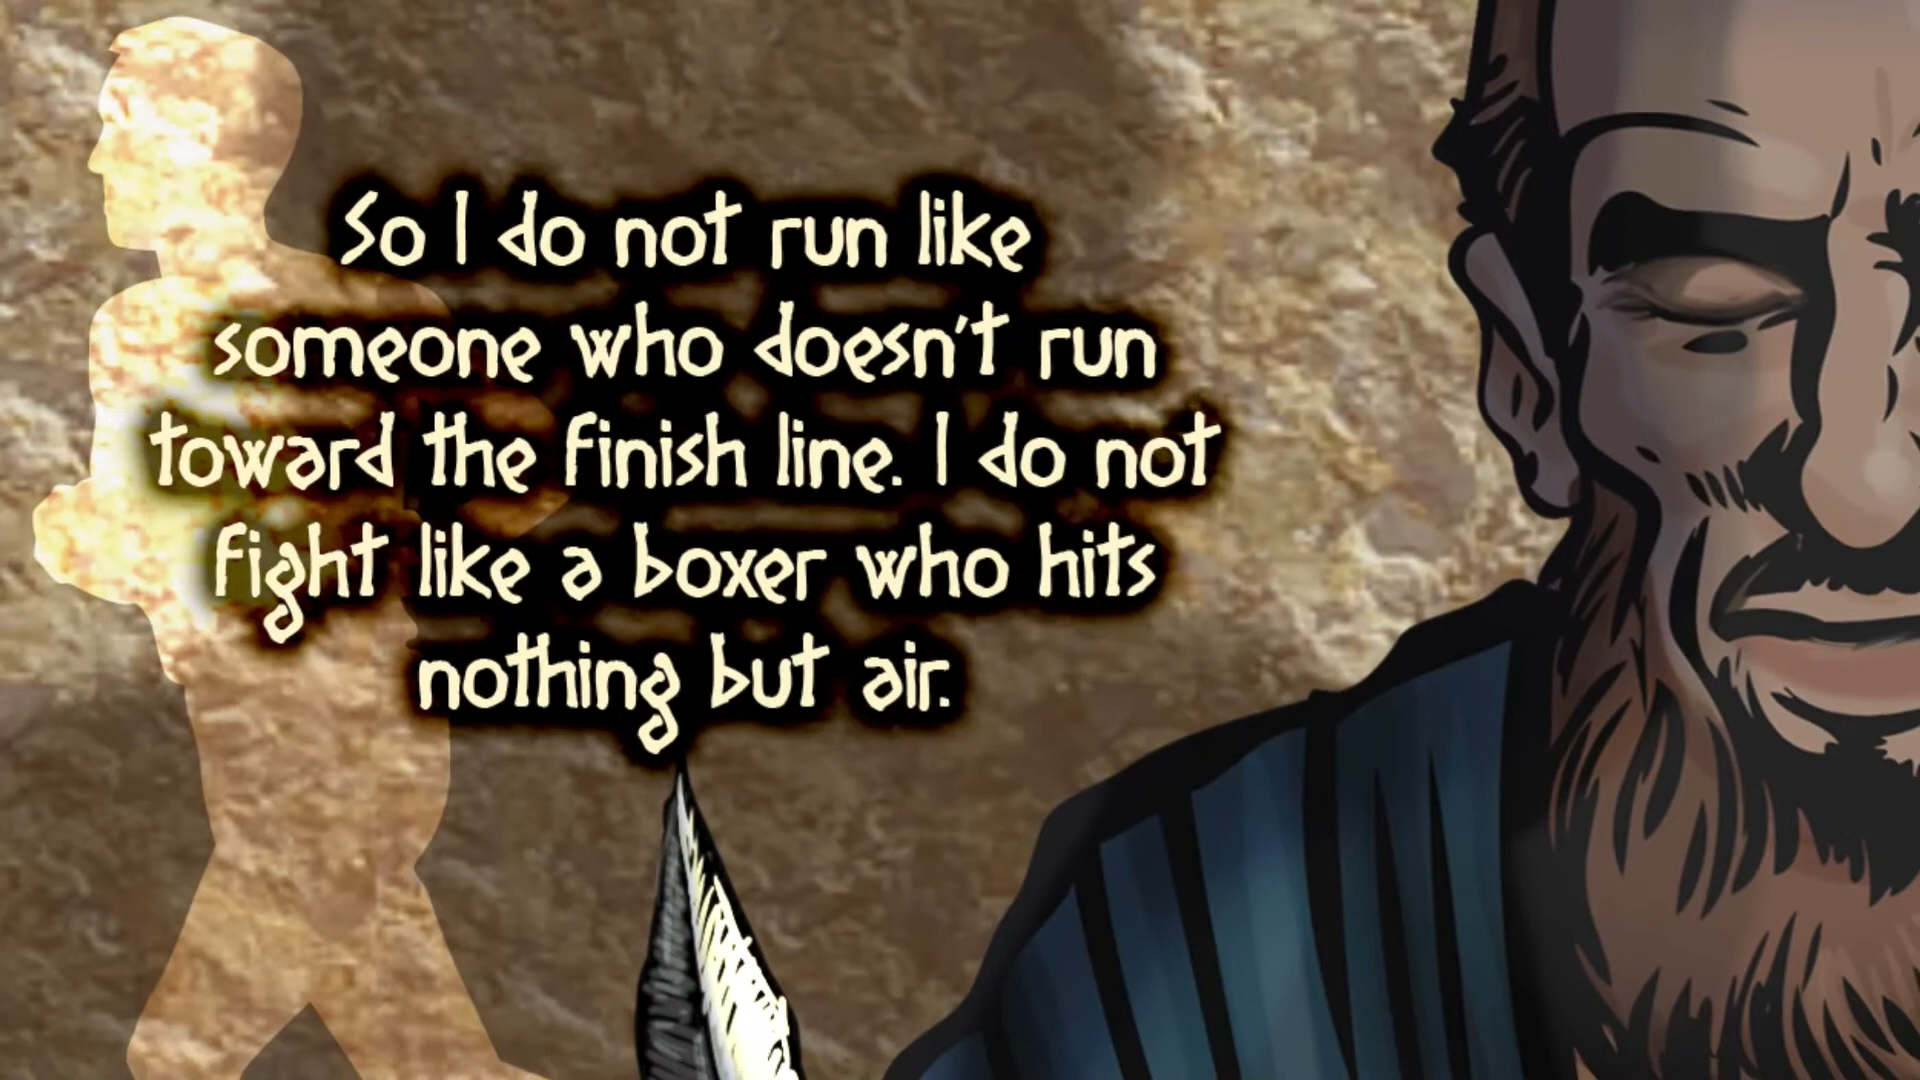 So I do not run like
someone who doesn't run
toward the finish line. I do not
fight like a boxer who hits
nothing but air.